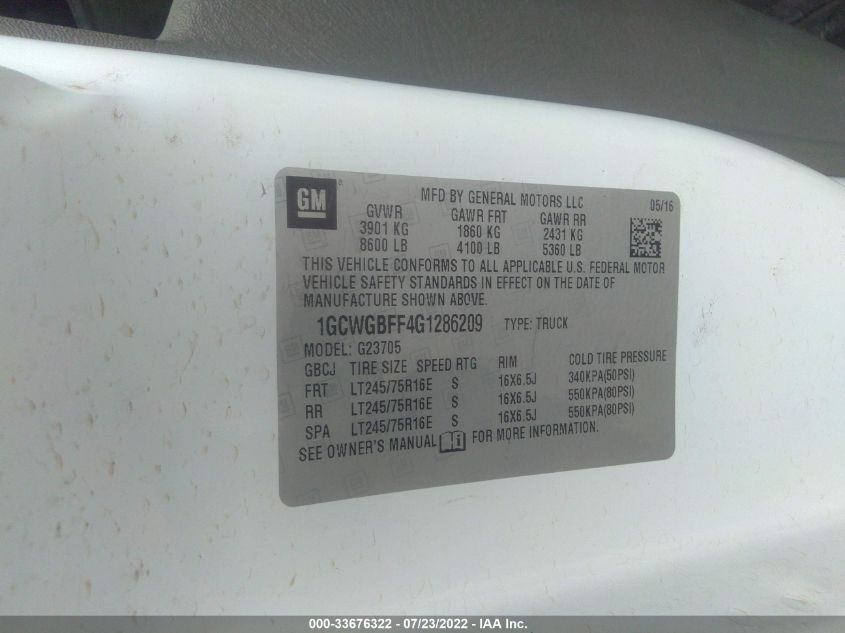 GM ®
MFD BY GENERAL MOTORS LLC
05/16
GVWR GAWR FRT GAWR RR
3901 KG 1860 KG 2431 KG
8600 LB 4100 LB 5360 LB
THIS VEHICLE CONFORMS TO ALL APPLICABLE U.S. FEDERAL MOTOR
VEHICLE SAFETY STANDARDS IN EFFECT ON THE DATE OF
MANUFACTURE SHOWN ABOVE.
1GCWGBFF4G1286209 TYPE: TRUCK
MODEL: G23705
GBCJ TIRE SIZE SPEED RTG RIM COLD TIRE PRESSURE
FRT LT245/75R16E S 16X6.5J 340KPA(50PSI)
RR LT245/75R16E S 16X6.5J 550KPA(80PSI)
SPA LT245/75R16E S 16X6.5J 550KPA(80PSI)
SEE OWNER'S MANUAL i FOR MORE INFORMATION.
000-33676322 - 07/23/2022 - IAA Inc.